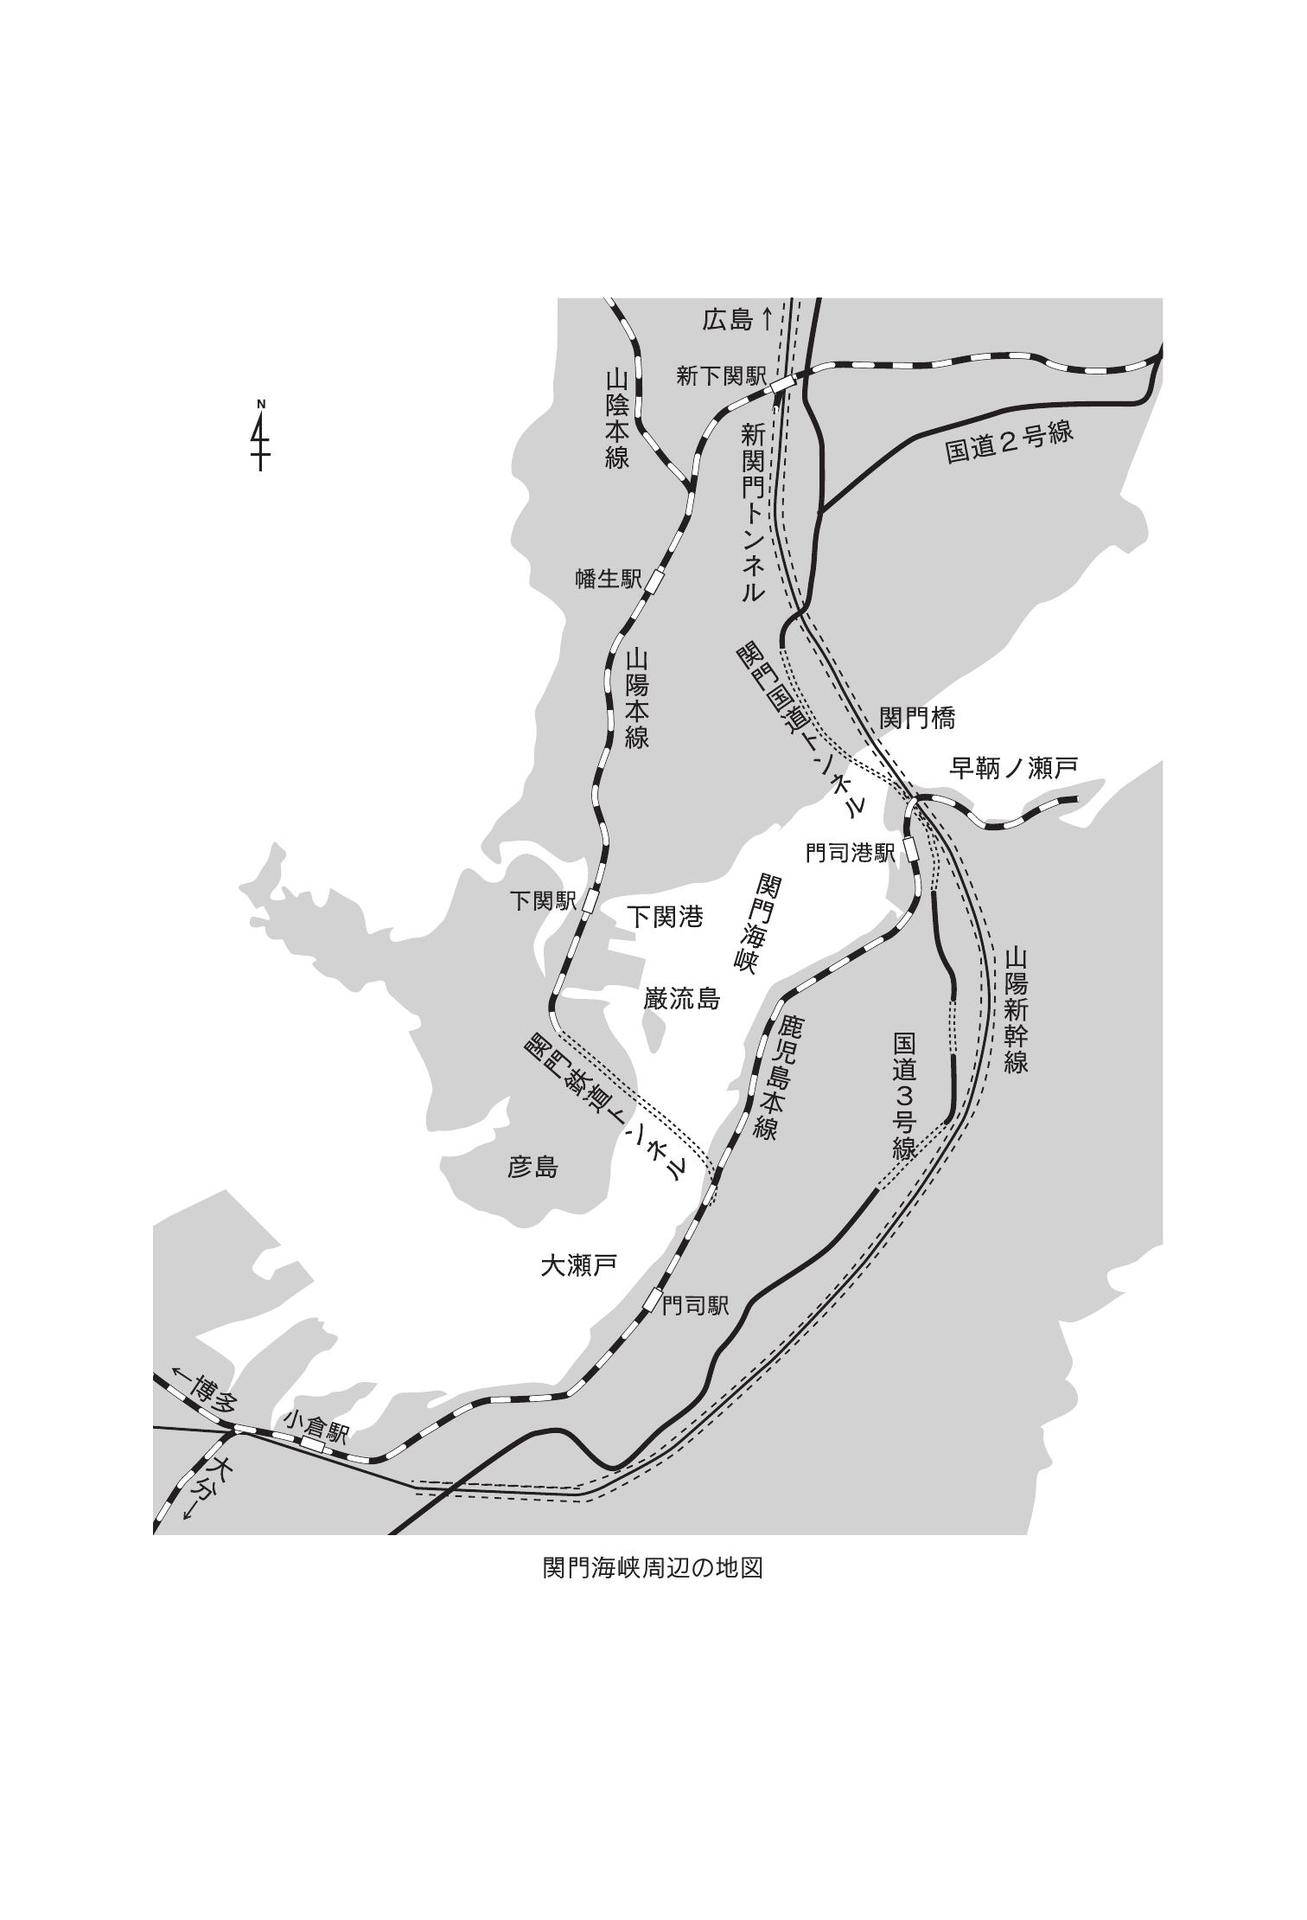 広島↑
新下関駅
山陰本線
N
新関門トンネル
国道２号線
幡生駅
山陽本線
関門国道トンネル
関門橋
早鞆ノ瀬戸
門司港駅
関門海峡
下関駅
下関港
巌流島
山陽新幹線
鹿児島本線
国道３号線
関門鉄道トンネル
彦島
大瀬戸
門司駅
←博多
小倉駅
大分→
関門海峡周辺の地図